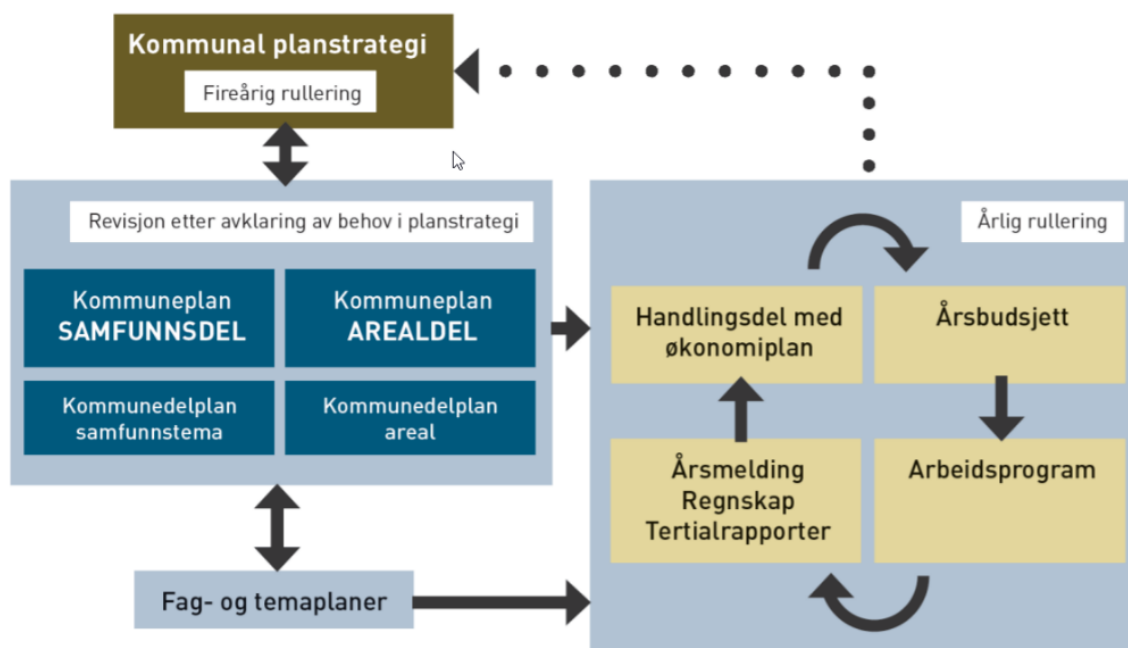 Kommunal planstrategi
Fireårig rullering
Revisjon etter avklaring av behov i planstrategi
Kommuneplan
SAMFUNNSDEL
Kommuneplan
AREALDEL
Kommunedelplan
samfunnstema
Kommunedelplan
areal
Fag- og temaplaner
Årlig rullering
Handlingsdel med
økonomiplan
Årsbudsjett
Årsmelding
Regnskap
Tertialrapporter
Arbeidsprogram